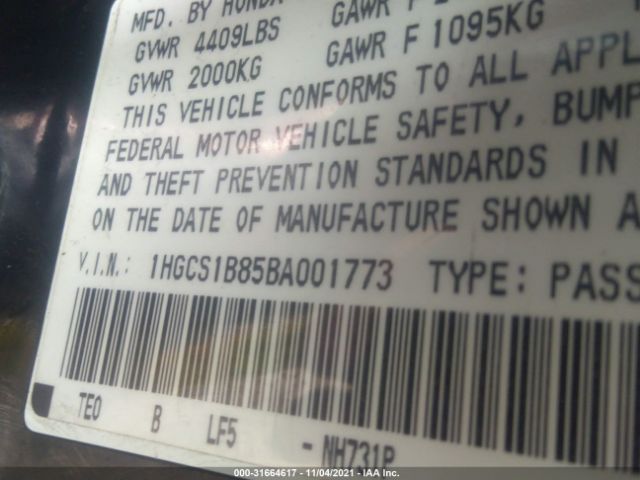 MFD. BY HONDA
GVWR 4409LBS GAWR F
GVWR 2000KG GAWR F 1095KG
THIS VEHICLE CONFORMS TO ALL APPL
FEDERAL MOTOR VEHICLE SAFETY, BUMP
AND THEFT PREVENTION STANDARDS IN
ON THE DATE OF MANUFACTURE SHOWN A
V.I.N.: 1HGCS1B85BA001773 TYPE: PASS
TEO B LF5 - NH731P
000-31664617 - 11/04/2021 - IAA Inc.